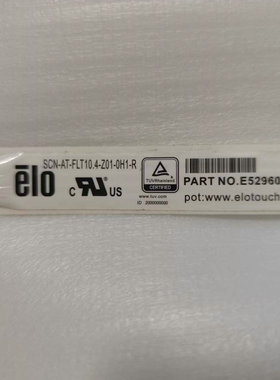 SCN-AT-FLT10.4-Z01-0H1-R
elo
c RU US
TÜVRheinland
CERTIFIED
www.tuv.com
ID 2000000000
PART NO.E52960
pot:www.elotouch